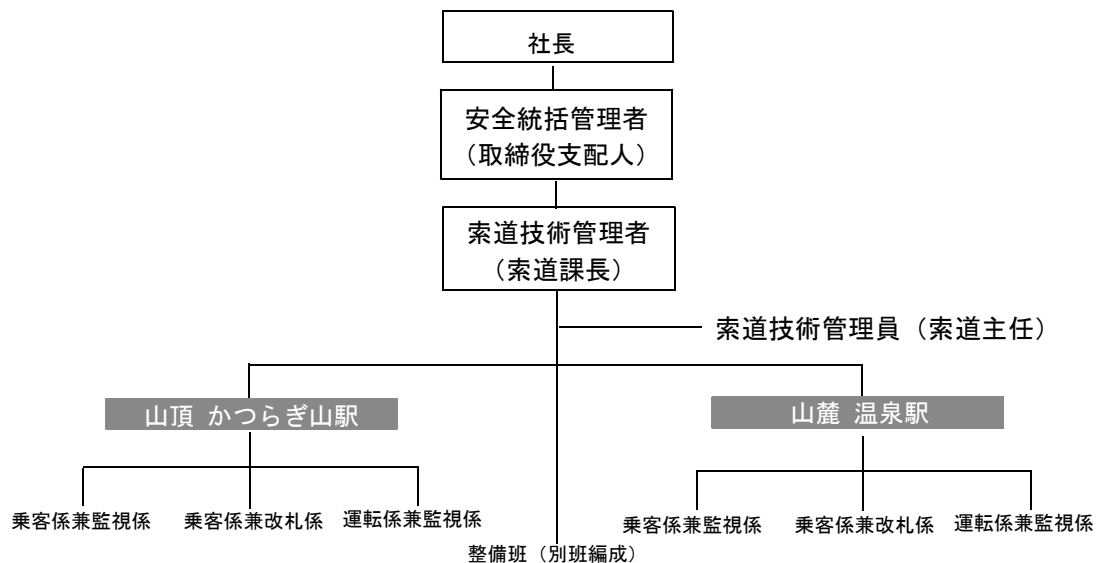 社長
安全統括管理者
（取締役支配人）
索道技術管理者
（索道課長）
索道技術管理員（索道主任）
山頂 かつらぎ山駅
山麓 温泉駅
乗客係兼監視係
乗客係兼改札係
運転係兼監視係
乗客係兼監視係
乗客係兼改札係
運転係兼監視係
整備班（別班編成）